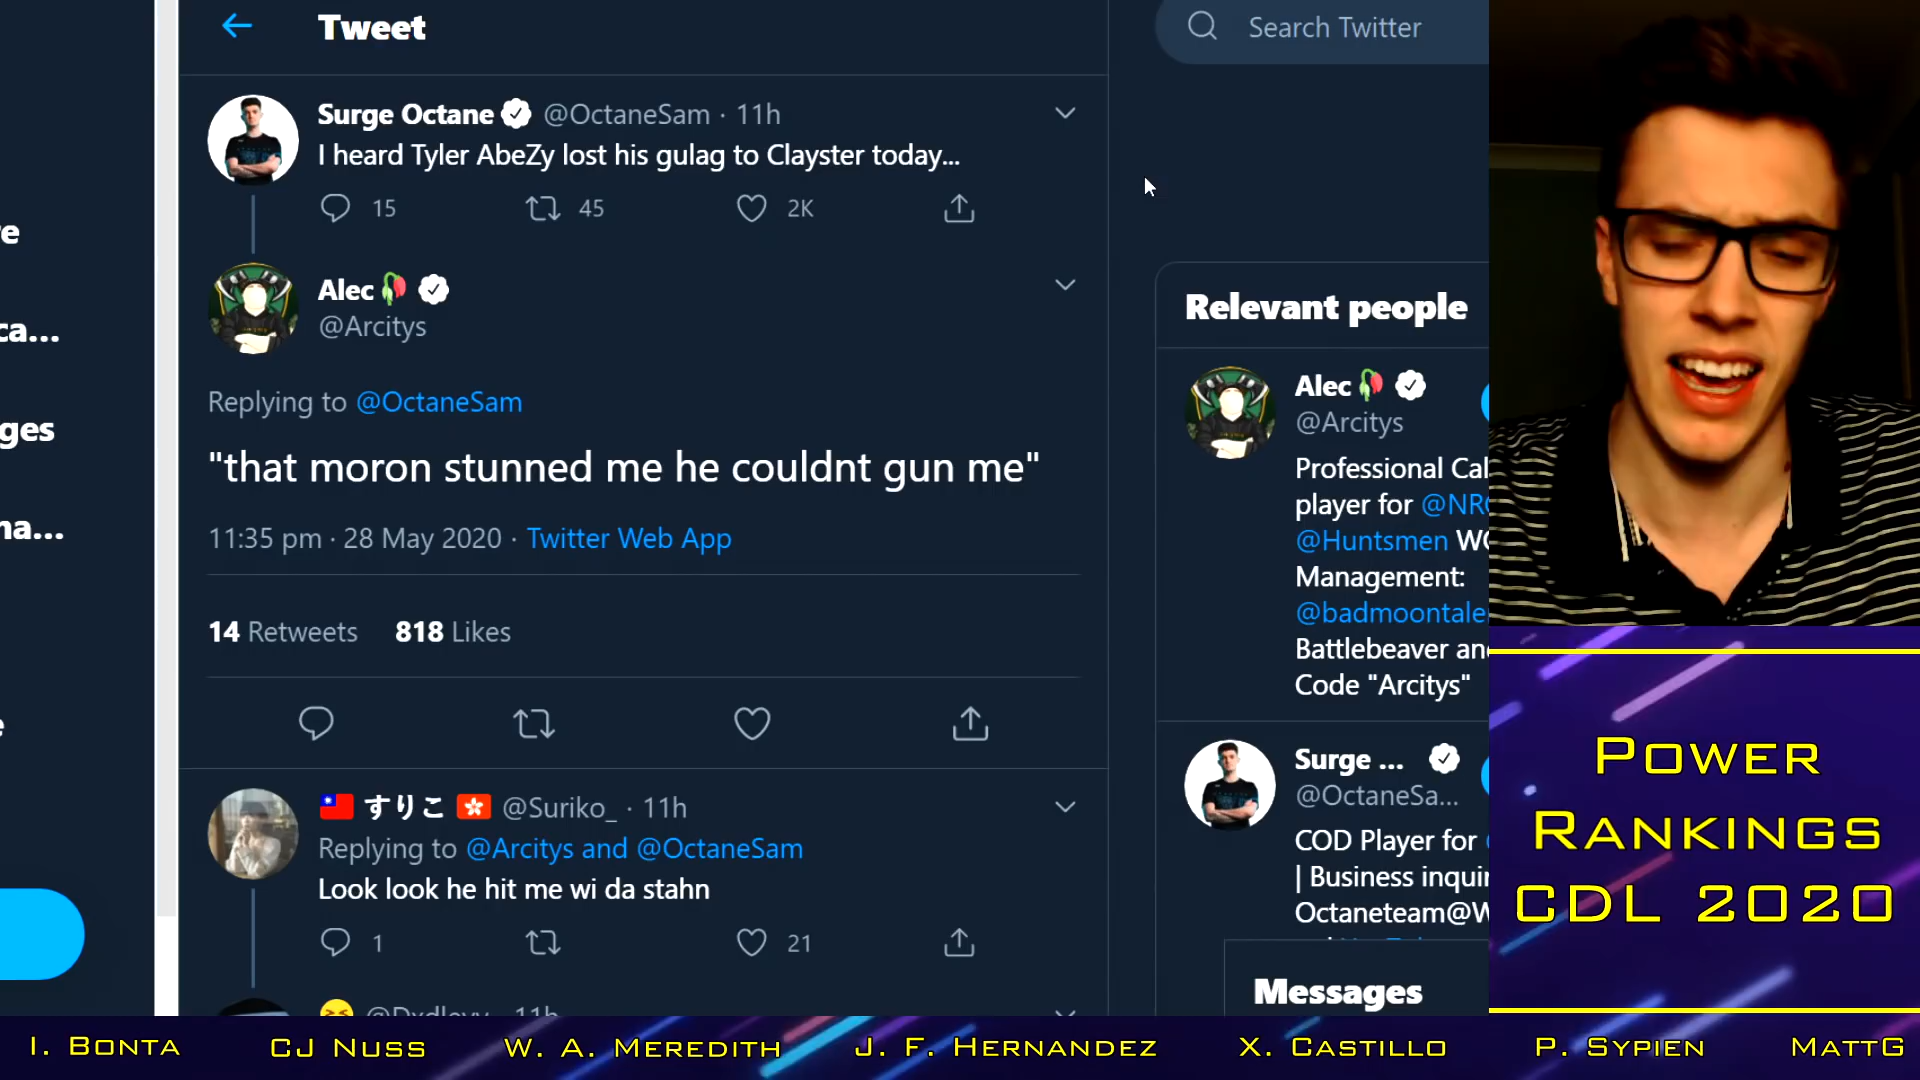 Tweet
Search Twitter
Surge Octane @OctaneSam · 11h
I heard Tyler AbeZy lost his gulag to Clayster today...
15 45 2K
Alec
@Arcitys
Replying to @OctaneSam
"that moron stunned me he couldnt gun me"
11:35 pm · 28 May 2020 · Twitter Web App
14 Retweets 818 Likes
すりこ @Suriko_ · 11h
Replying to @Arcitys and @OctaneSam
Look look he hit me wi da stahn
1 21
11h
Relevant people
Alec
@Arcitys
Professional Cal
player for @NR
@Huntsmen WO
Management:
@badmoontale
Battlebeaver an
Code "Arcitys"
Surge ...
@OctaneSa...
COD Player for
| Business inqui
Octaneteam@W
Messages
e
ca...
ges
na...
e
POWER
RANKINGS
CDL 2020
I. BONTA CJ NUSS W. A. MEREDITH J. F. HERNANDEZ X. CASTILLO P. SYPIEN MATTG